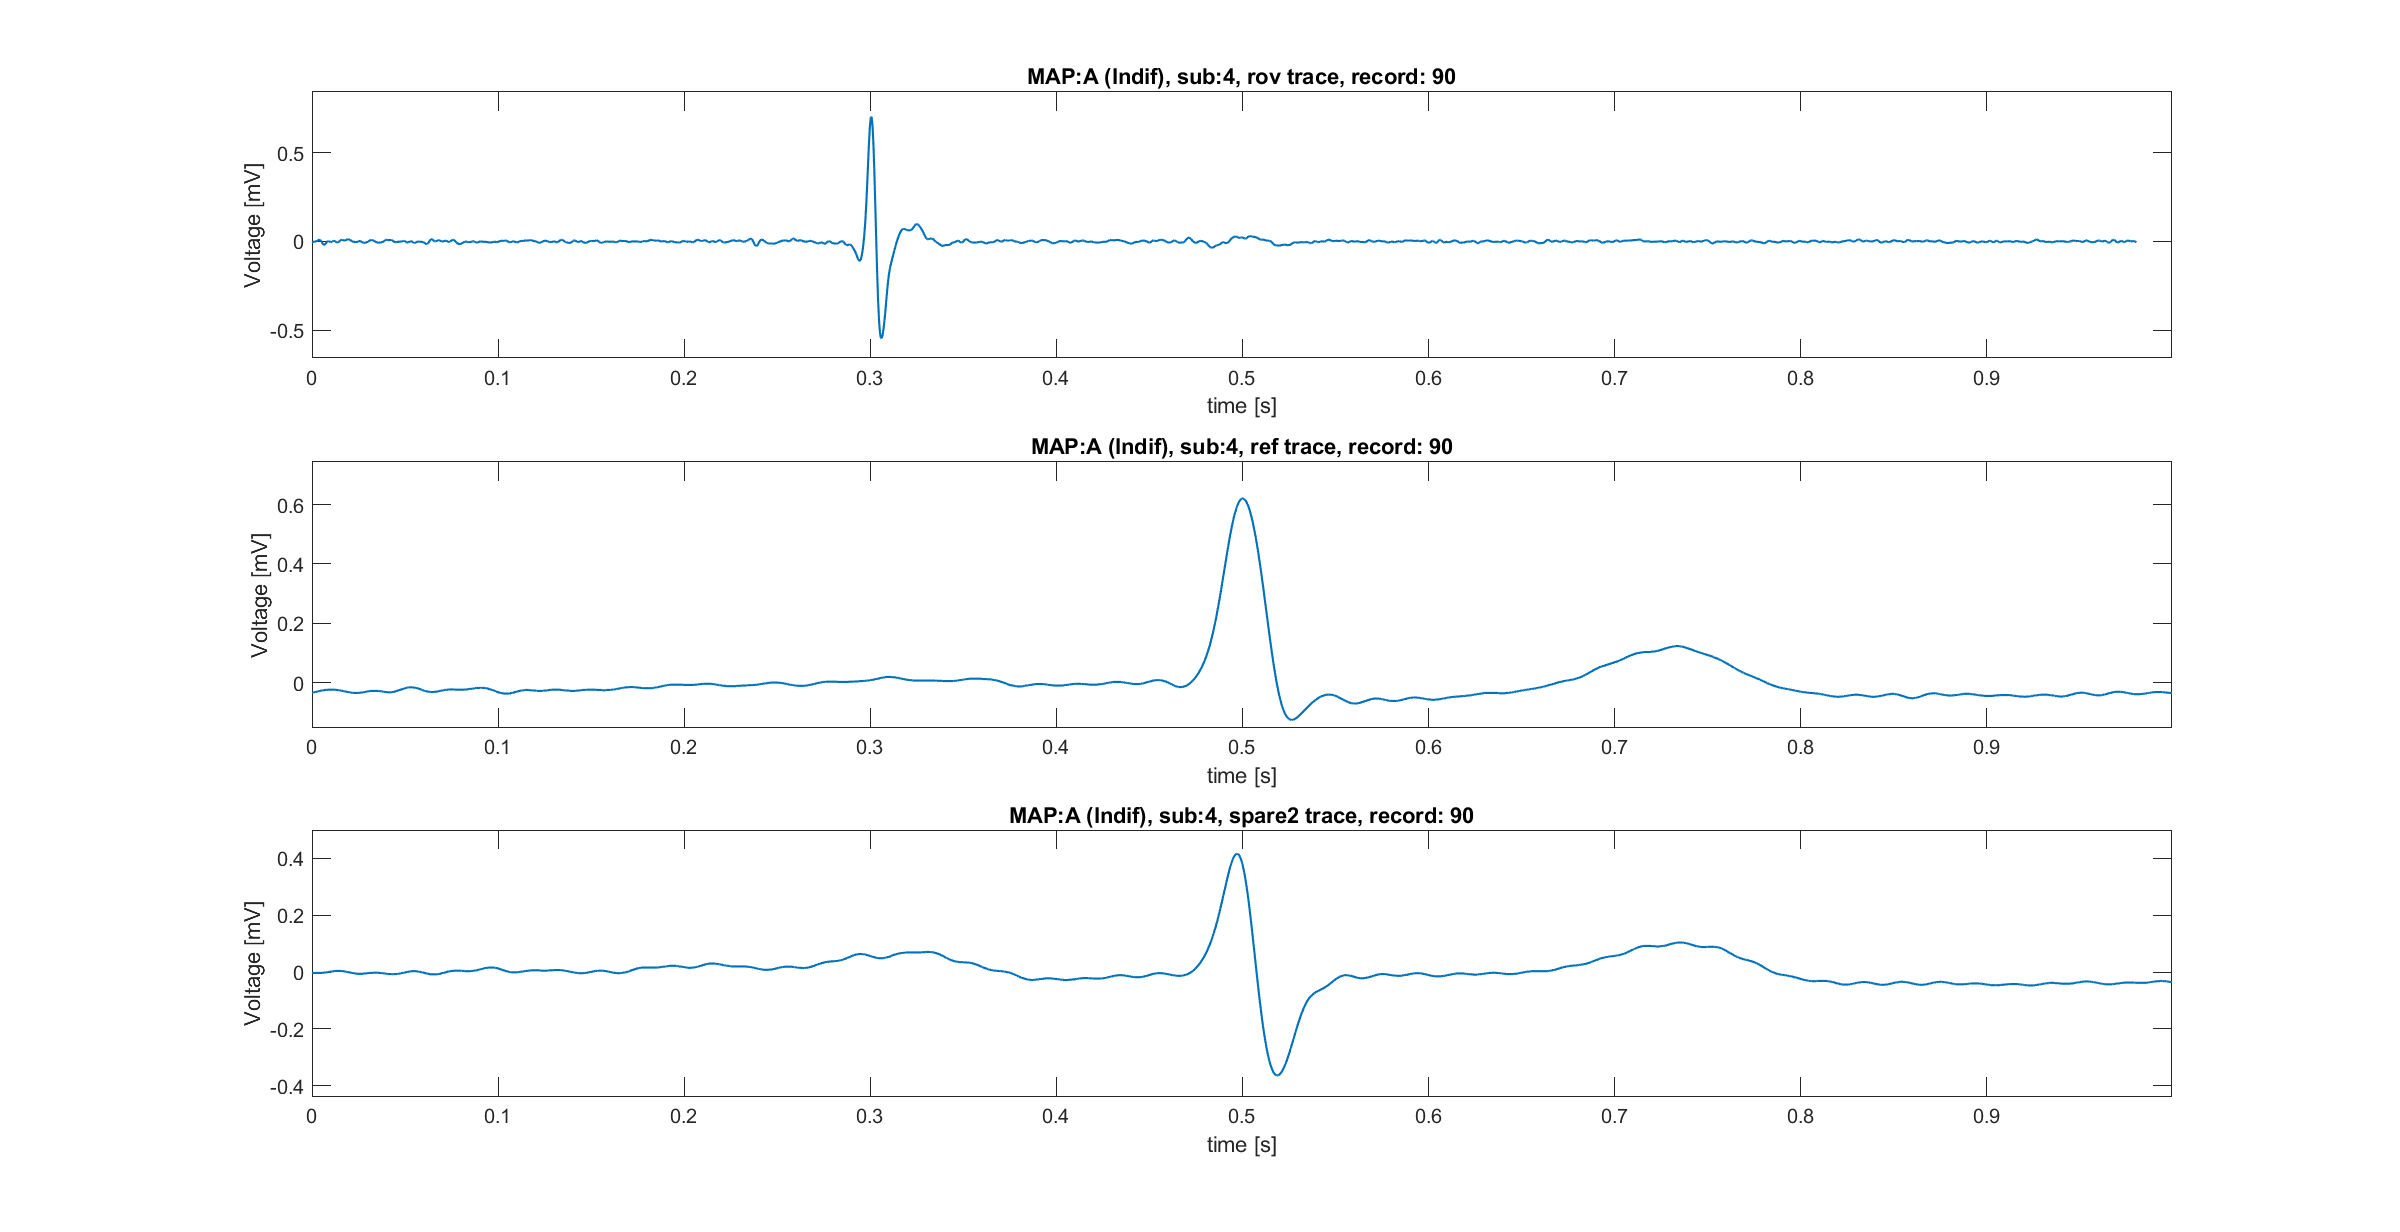 MAP:A (Indif), sub:4, rov trace, record: 90
Voltage [mV]
0.5
0
-0.5
0 0.1 0.2 0.3 0.4 0.5 0.6 0.7 0.8 0.9
time [s]
MAP:A (Indif), sub:4, ref trace, record: 90
Voltage [mV]
0.6
0.4
0.2
0
0 0.1 0.2 0.3 0.4 0.5 0.6 0.7 0.8 0.9
time [s]
MAP:A (Indif), sub:4, spare2 trace, record: 90
Voltage [mV]
0.4
0.2
0
-0.2
-0.4
0 0.1 0.2 0.3 0.4 0.5 0.6 0.7 0.8 0.9
time [s]